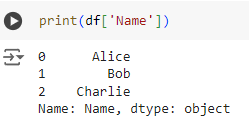 print(df['Name'])
0      Alice
1        Bob
2    Charlie
Name: Name, dtype: object